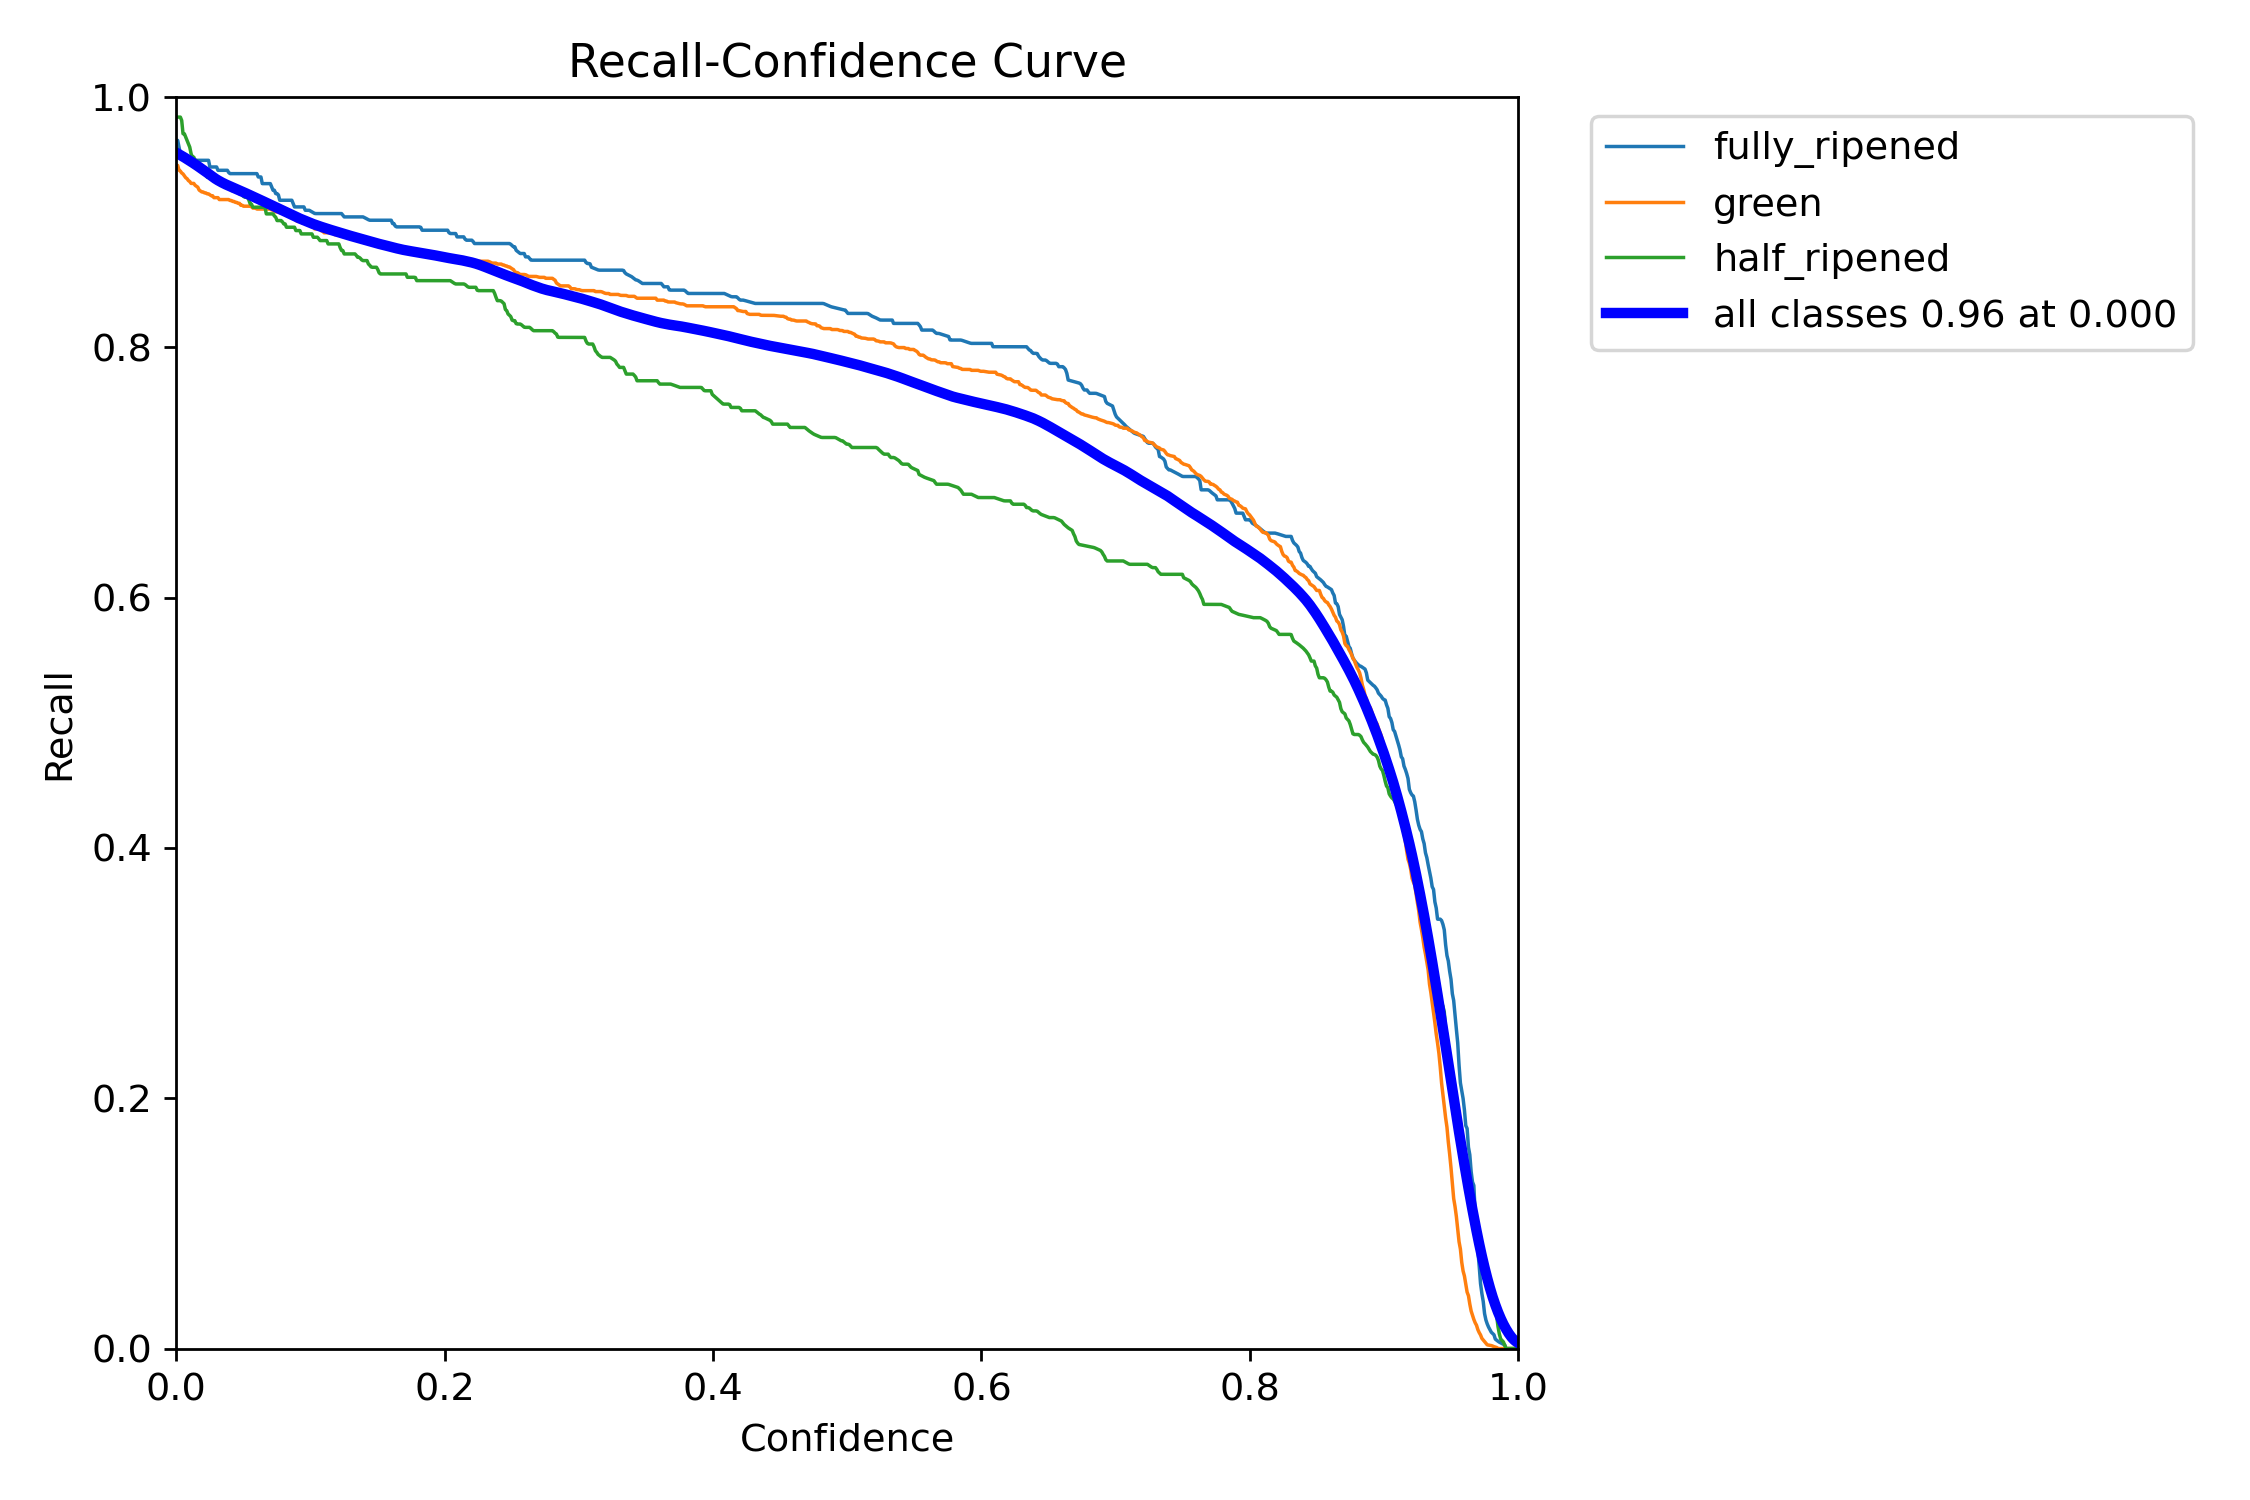 Recall-Confidence Curve
1.0
0.8
0.6
0.4
0.2
0.0
Recall
0.0 0.2 0.4 0.6 0.8 1.0
Confidence
fully_ripened
green
half_ripened
all classes 0.96 at 0.000